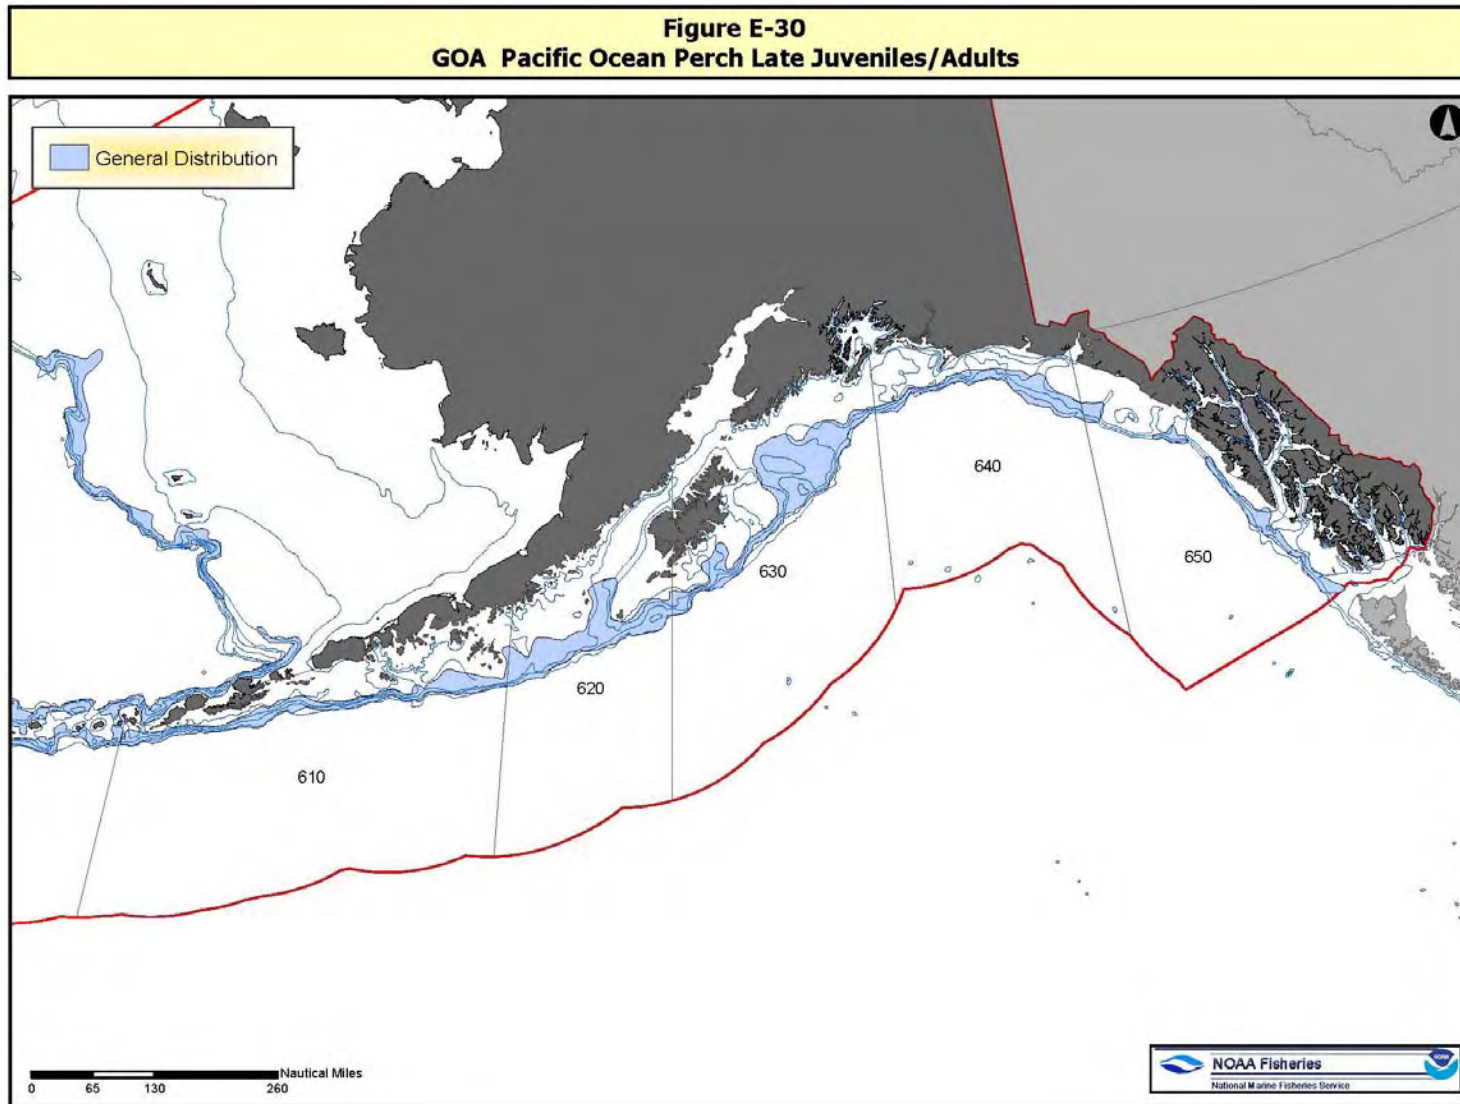 Figure E-30
GOA Pacific Ocean Perch Late Juveniles/Adults
General Distribution
640
650
630
620
610
Nautical Miles
0 65 130 260
NOAA Fisheries
National Marine Fisheries Service
NOAA